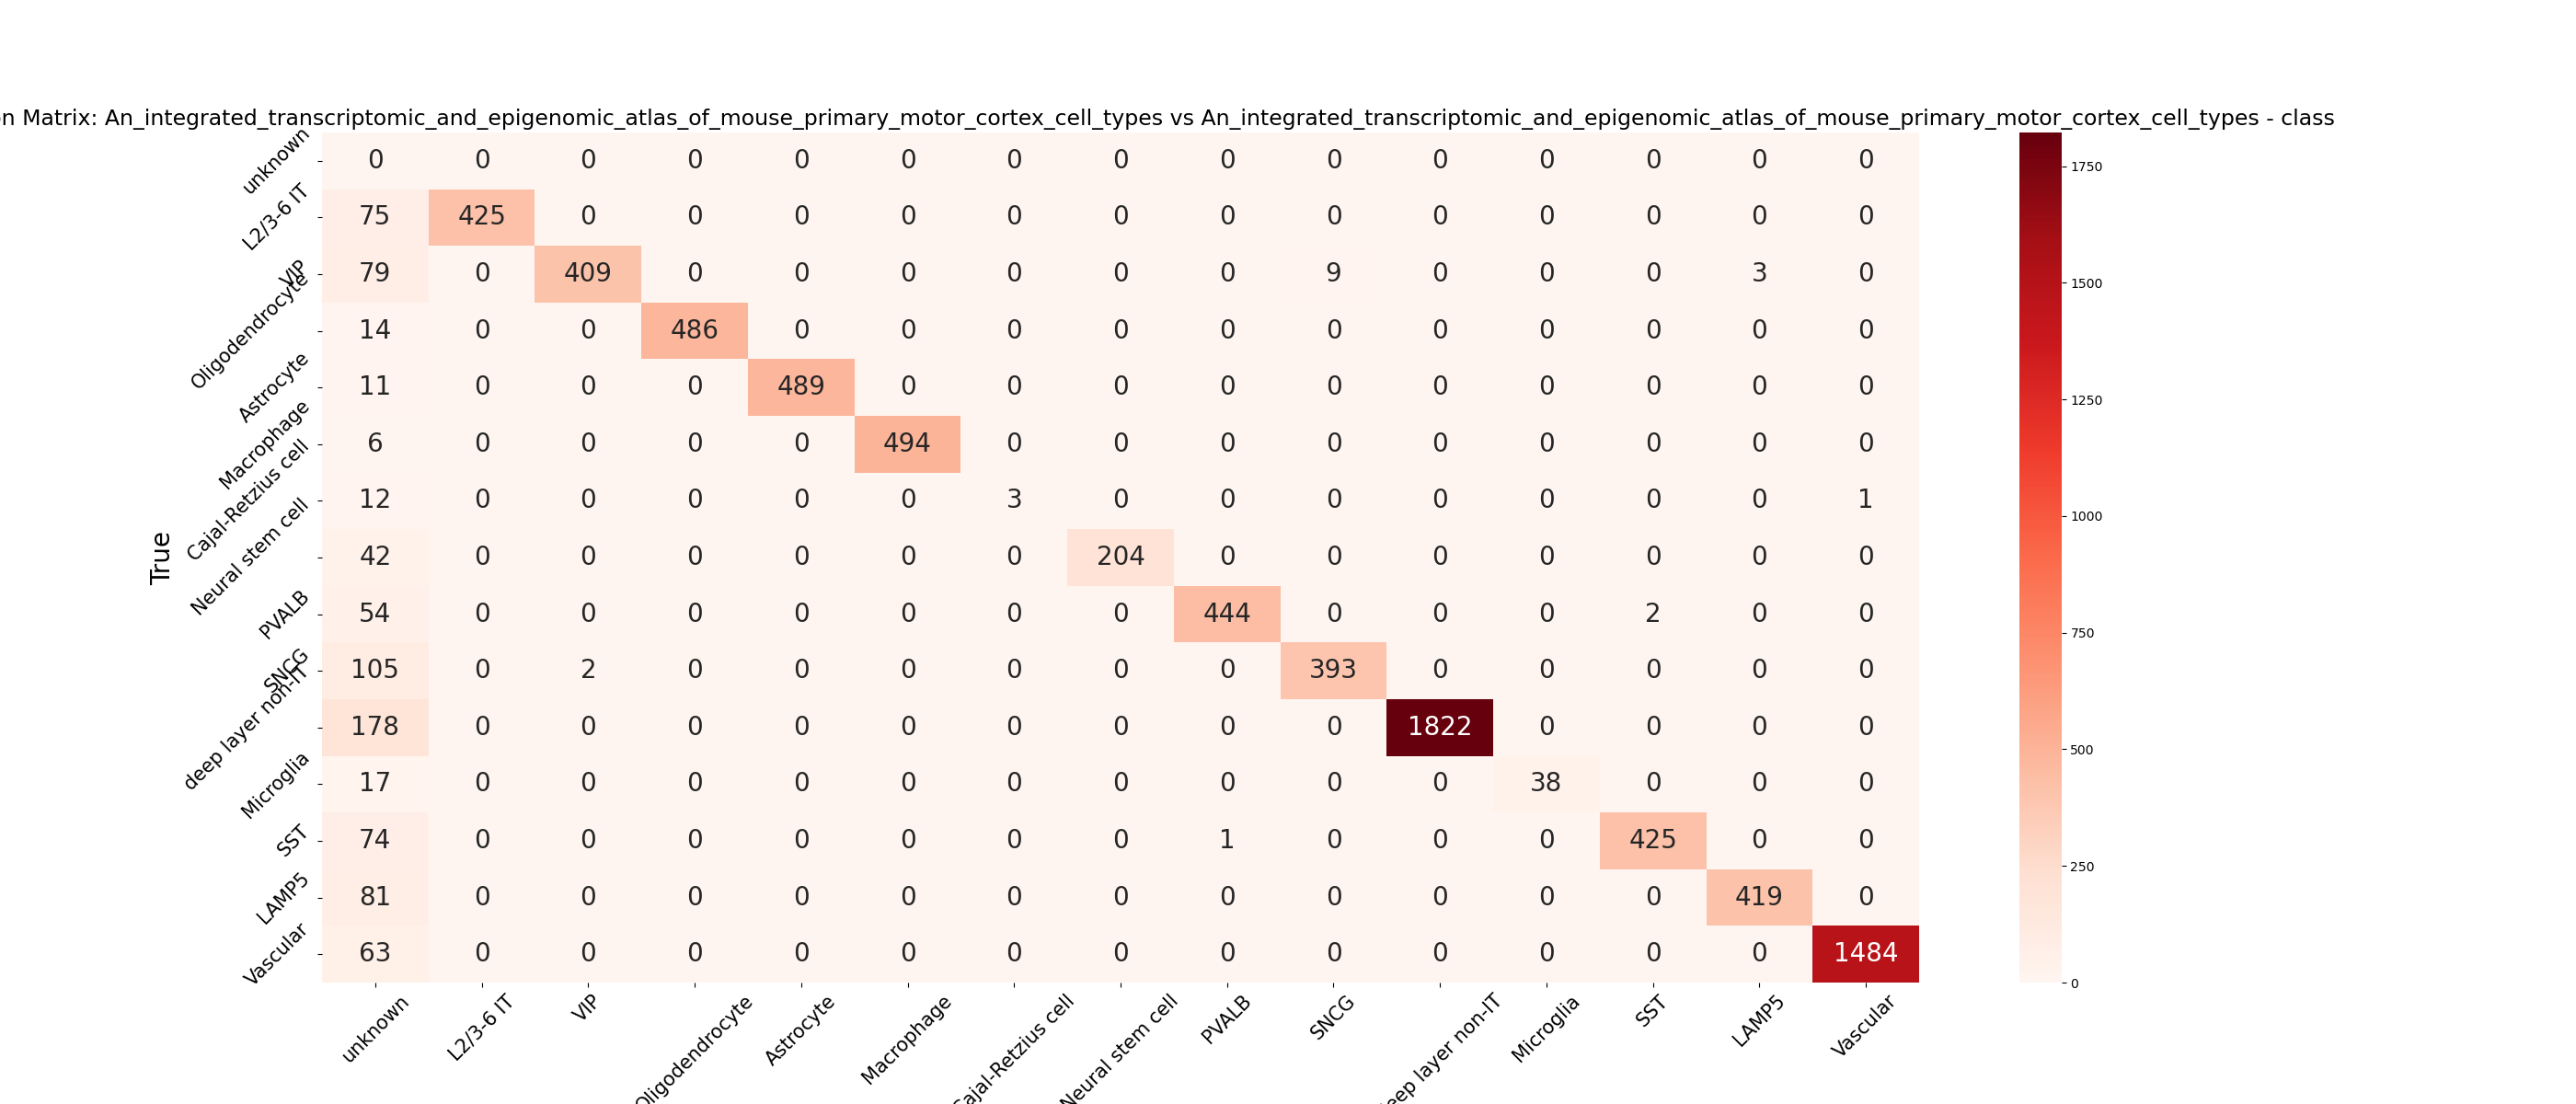 n Matrix: An_integrated_transcriptomic_and_epigenomic_atlas_of_mouse_primary_motor_cortex_cell_types vs An_integrated_transcriptomic_and_epigenomic_atlas_of_mouse_primary_motor_cortex_cell_types - class
unknown 0 0 0 0 0 0 0 0 0 0 0 0 0 0 0
L2/3-6 IT 75 425 0 0 0 0 0 0 0 0 0 0 0 0 0
VIP 79 0 409 0 0 0 0 0 0 9 0 0 0 3 0
Oligodendrocyte 14 0 0 486 0 0 0 0 0 0 0 0 0 0 0
Astrocyte 11 0 0 0 489 0 0 0 0 0 0 0 0 0 0
Macrophage 6 0 0 0 0 494 0 0 0 0 0 0 0 0 0
Cajal-Retzius cell 12 0 0 0 0 0 3 0 0 0 0 0 0 0 1
Neural stem cell 42 0 0 0 0 0 0 204 0 0 0 0 0 0 0
PVALB 54 0 0 0 0 0 0 0 444 0 0 0 2 0 0
SNCG 105 0 2 0 0 0 0 0 0 393 0 0 0 0 0
deep layer non-IT 178 0 0 0 0 0 0 0 0 0 1822 0 0 0 0
Microglia 17 0 0 0 0 0 0 0 0 0 0 38 0 0 0
SST 74 0 0 0 0 0 0 0 1 0 0 0 425 0 0
LAMP5 81 0 0 0 0 0 0 0 0 0 0 0 0 419 0
Vascular 63 0 0 0 0 0 0 0 0 0 0 0 0 0 1484
True
unknown L2/3-6 IT VIP Oligodendrocyte Astrocyte Macrophage Cajal-Retzius cell Neural stem cell PVALB SNCG eep layer non-IT Microglia SST LAMP5 Vascular
1750
1500
1250
1000
750
500
250
0